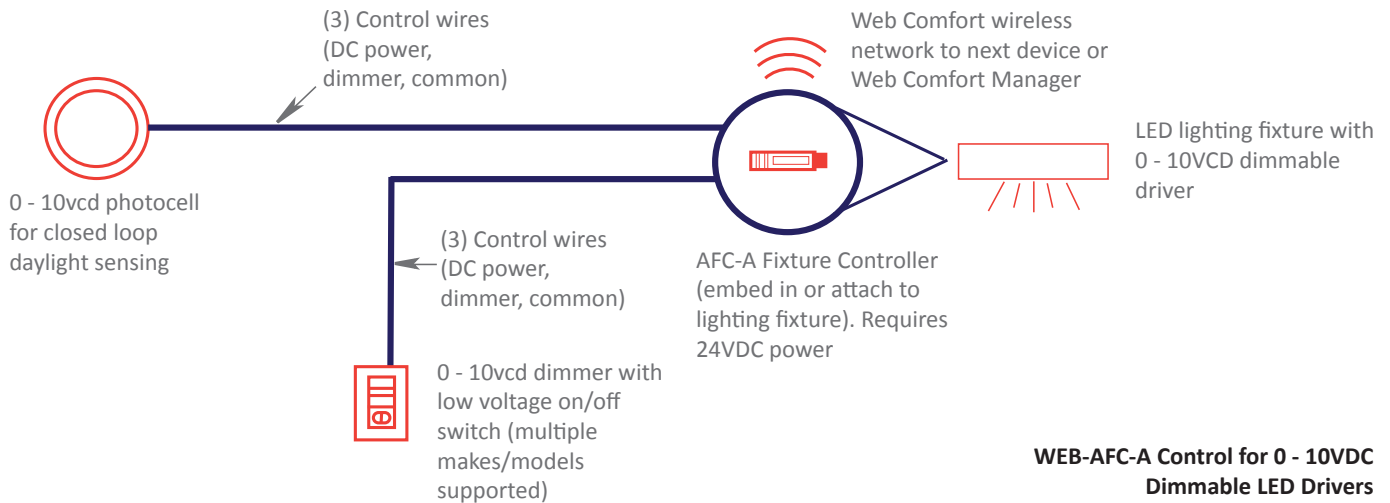 (3) Control wires
(DC power,
dimmer, common)
Web Comfort wireless
network to next device or
Web Comfort Manager
LED lighting fixture with
0 - 10VCD dimmable
driver
0 - 10vcd photocell
for closed loop
daylight sensing
(3) Control wires
(DC power,
dimmer, common)
AFC-A Fixture Controller
(embed in or attach to
lighting fixture). Requires
24VDC power
0 - 10vcd dimmer with
low voltage on/off
switch (multiple
makes/models
supported)
WEB-AFC-A Control for 0 - 10VDC
Dimmable LED Drivers